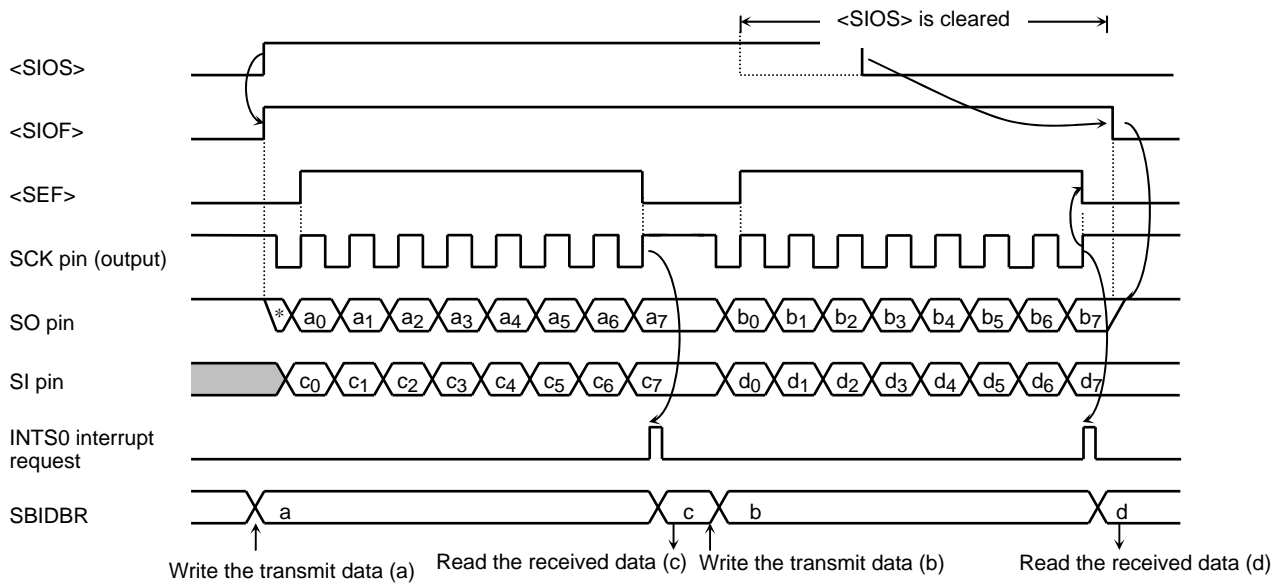 <SIOS> is cleared
<SIOS>
<SIOF>
<SEF>
SCK pin (output)
SO pin
* a0 a1 a2 a3 a4 a5 a6 a7 b0 b1 b2 b3 b4 b5 b6 b7
SI pin
c0 c1 c2 c3 c4 c5 c6 c7 d0 d1 d2 d3 d4 d5 d6 d7
INTS0 interrupt
request
SBIDBR
a c b d
Write the transmit data (a)
Read the received data (c)
Write the transmit data (b)
Read the received data (d)